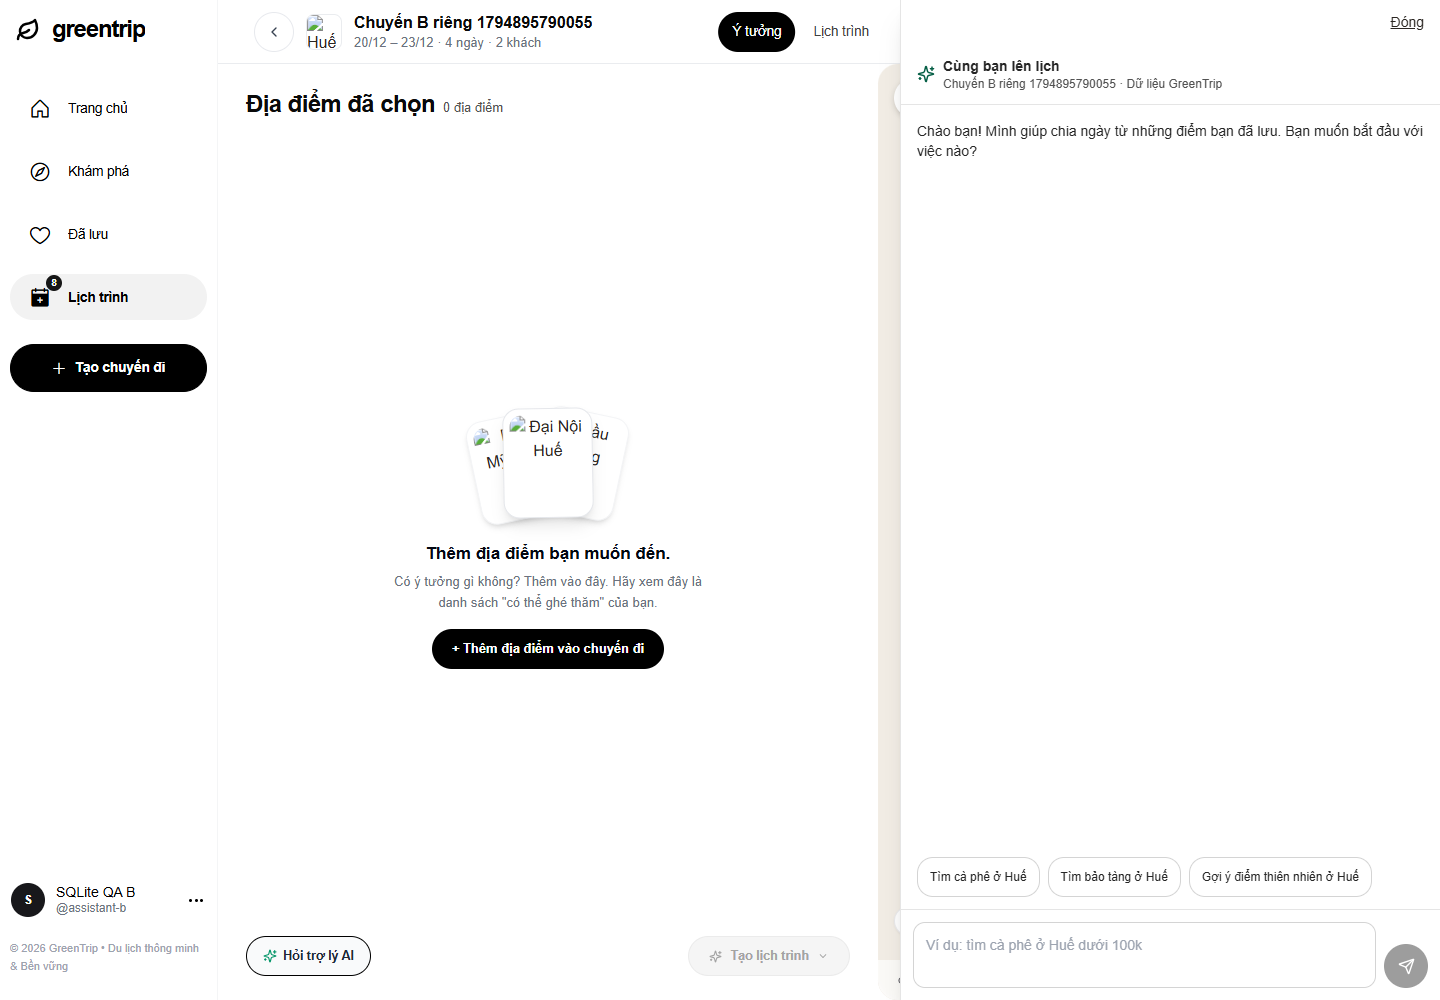 greentrip
Trang chủ
Khám phá
Đã lưu
8
Lịch trình
Tạo chuyến đi
S
SQLite QA B
@assistant-b
© 2026 GreenTrip • Du lịch thông minh
& Bền vững
Huế
Chuyến B riêng 1794895790055
20/12 – 23/12 · 4 ngày · 2 khách
Ý tưởng
Lịch trình
Địa điểm đã chọn 0 địa điểm
Đại Nội
Huế
Thêm địa điểm bạn muốn đến.
Có ý tưởng gì không? Thêm vào đây. Hãy xem đây là
danh sách "có thể ghé thăm" của bạn.
+ Thêm địa điểm vào chuyến đi
Hỏi trợ lý AI
Tạo lịch trình
Đóng
Cùng bạn lên lịch
Chuyến B riêng 1794895790055 · Dữ liệu GreenTrip
Chào bạn! Mình giúp chia ngày từ những điểm bạn đã lưu. Bạn muốn bắt đầu với
việc nào?
Tìm cà phê ở Huế
Tìm bảo tàng ở Huế
Gợi ý điểm thiên nhiên ở Huế
Ví dụ: tìm cà phê ở Huế dưới 100k